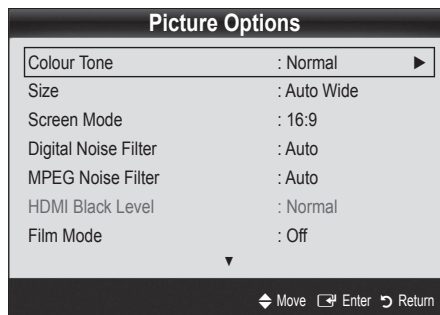 Picture Options
Colour Tone : Normal ▶
Size : Auto Wide
Screen Mode : 16:9
Digital Noise Filter : Auto
MPEG Noise Filter : Auto
HDMI Black Level : Normal
Film Mode : Off
▼
Move Enter Return